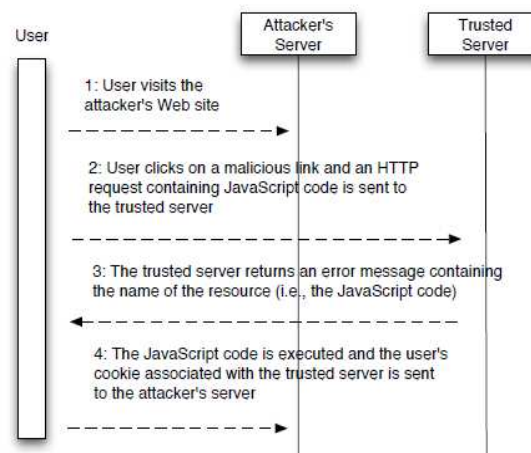 User
Attacker's
Server
Trusted
Server
1: User visits the
attacker's Web site
2: User clicks on a malicious link and an HTTP
request containing JavaScript code is sent to
the trusted server
3: The trusted server returns an error message containing
the name of the resource (i.e., the JavaScript code)
4: The JavaScript code is executed and the user's
cookie associated with the trusted server is sent
to the attacker's server